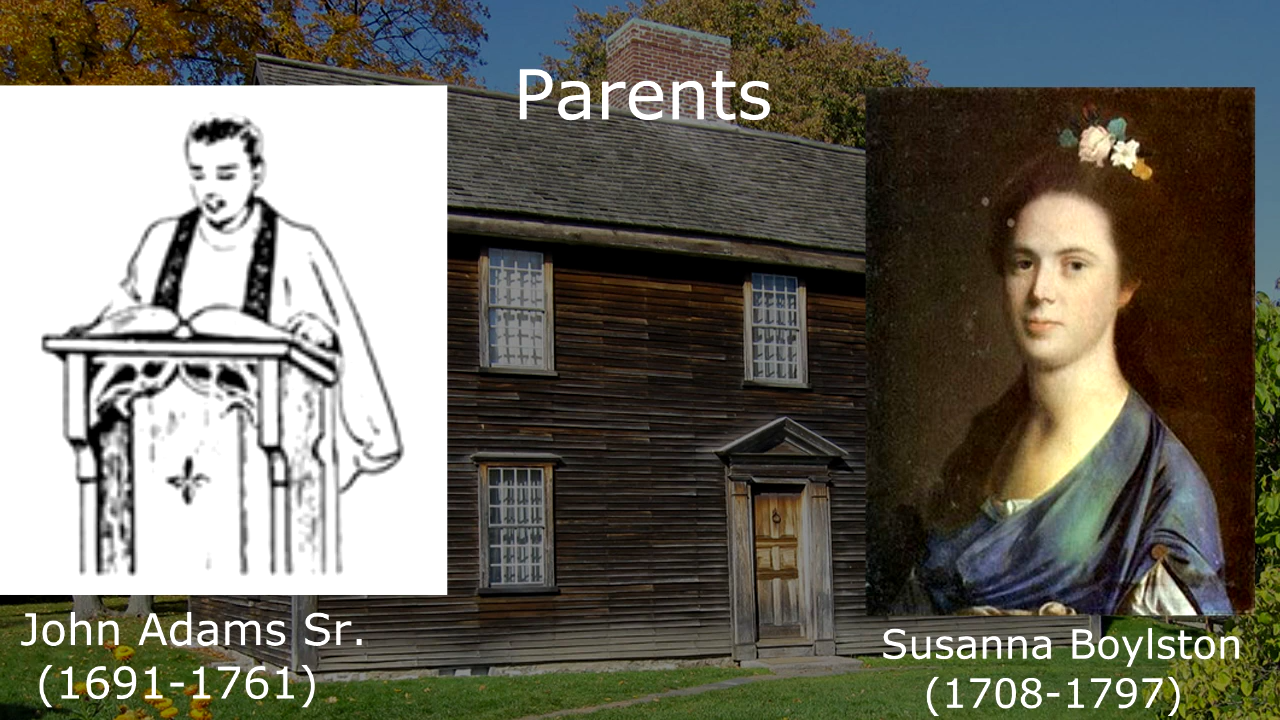 Parents
John Adams Sr.
(1691-1761)
Susanna Boylston
(1708-1797)